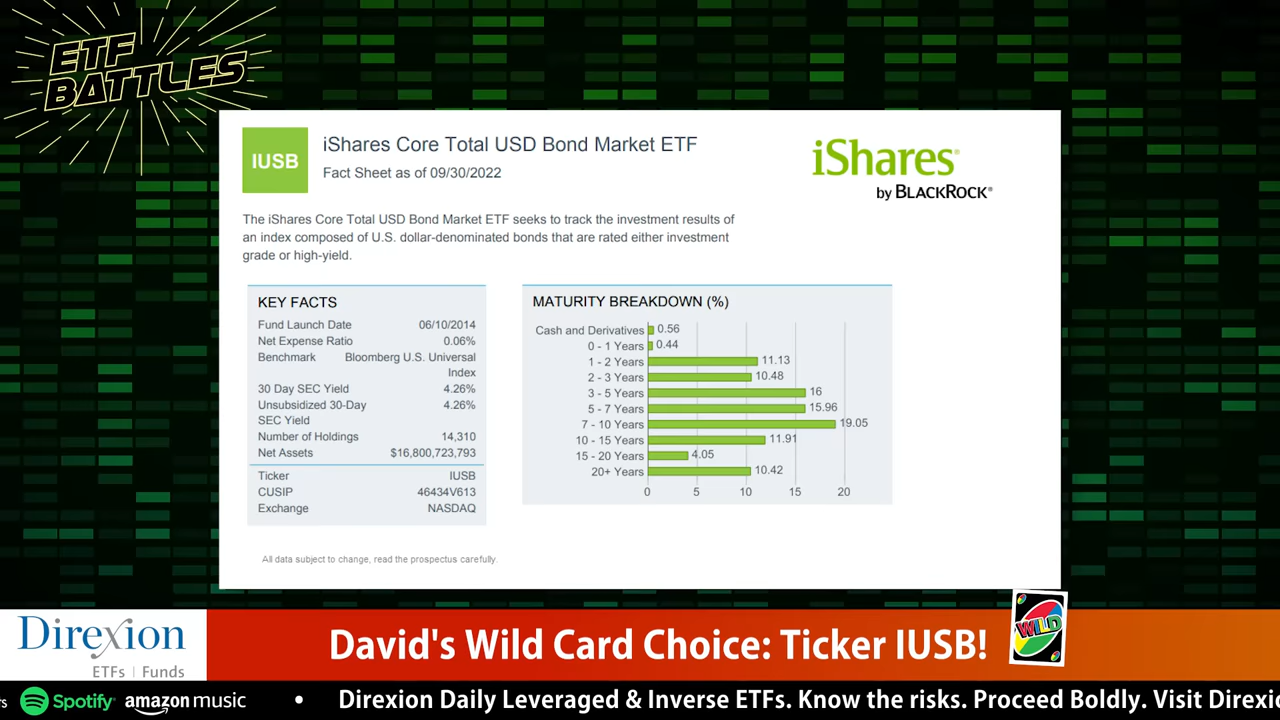 ETF
BATTLES
IUSB
iShares Core Total USD Bond Market ETF
Fact Sheet as of 09/30/2022
iShares®
by BLACKROCK®
The iShares Core Total USD Bond Market ETF seeks to track the investment results of
an index composed of U.S. dollar-denominated bonds that are rated either investment
grade or high-yield.
KEY FACTS
Fund Launch Date 06/10/2014
Net Expense Ratio 0.06%
Benchmark Bloomberg U.S. Universal
Index
30 Day SEC Yield 4.26%
Unsubsidized 30-Day 4.26%
SEC Yield
Number of Holdings 14,310
Net Assets $16,800,723,793
Ticker IUSB
CUSIP 46434V613
Exchange NASDAQ
MATURITY BREAKDOWN (%)
Cash and Derivatives 0.56
0 - 1 Years 0.44
1 - 2 Years 11.13
2 - 3 Years 10.48
3 - 5 Years 16
5 - 7 Years 15.96
7 - 10 Years 19.05
10 - 15 Years 11.91
15 - 20 Years 4.05
20+ Years 10.42
0 5 10 15 20
All data subject to change, read the prospectus carefully.
Direxion
ETFs | Funds
David's Wild Card Choice: Ticker IUSB!
WILD
rs Spotify® amazon music • Direxion Daily Leveraged & Inverse ETFs. Know the risks. Proceed Boldly. Visit Direxio